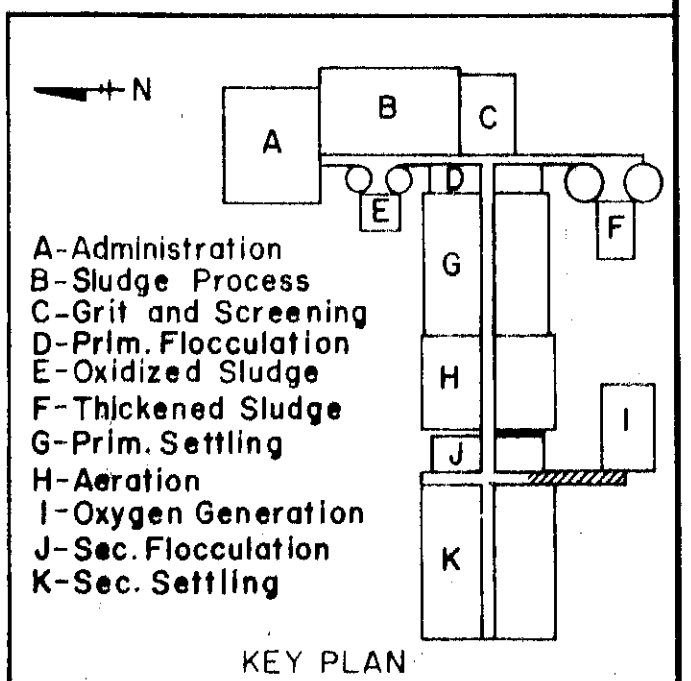 N
B
C
A
D
E
F
G
A-Administration
B-Sludge Process
C-Grit and Screening
D-Prim. Flocculation
E-Oxidized Sludge
F-Thickened Sludge
G-Prim. Settling
H-Aeration
I-Oxygen Generation
J-Sec. Flocculation
K-Sec. Settling
H
I
J
K
KEY PLAN